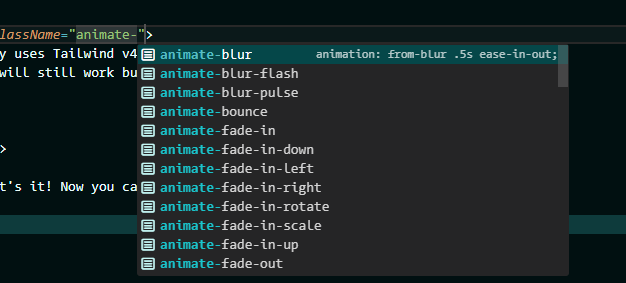 lassName="animate-">
y uses Tailwind v4
will still work bu
>
t's it! Now you ca
animate-blur animation: from-blur .5s ease-in-out;
animate-blur-flash
animate-blur-pulse
animate-bounce
animate-fade-in
animate-fade-in-down
animate-fade-in-left
animate-fade-in-right
animate-fade-in-rotate
animate-fade-in-scale
animate-fade-in-up
animate-fade-out